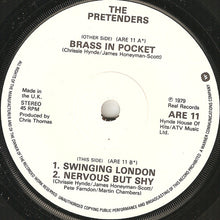 THE
PRETENDERS
(OTHER SIDE) (ARE 11 A*)
BRASS IN POCKET
(Chrissie Hynde/James Honeyman-Scott)
Made in
the U.K.
STEREO
45 RPM
Produced by
Chris Thomas
℗ 1979
Real Records
ARE 11
Hynde House Of
Hits/ATV Music
Ltd.
(THIS SIDE) (ARE 11 B*)
1. SWINGING LONDON
2. NERVOUS BUT SHY
(Chrissie Hynde/James Honeyman-Scott/
Pete Farndon/Martin Chambers)